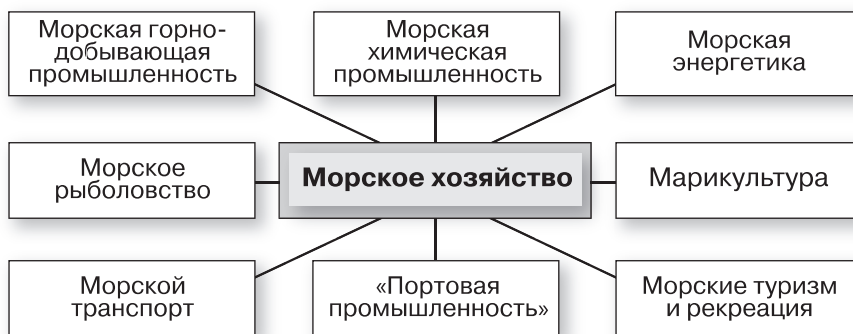 Морская горно-
добывающая
промышленность
Морская
химическая
промышленность
Морская
энергетика
Морское
рыболовство
Морское хозяйство
Марикультура
Морской
транспорт
«Портовая
промышленность»
Морские туризм
и рекреация